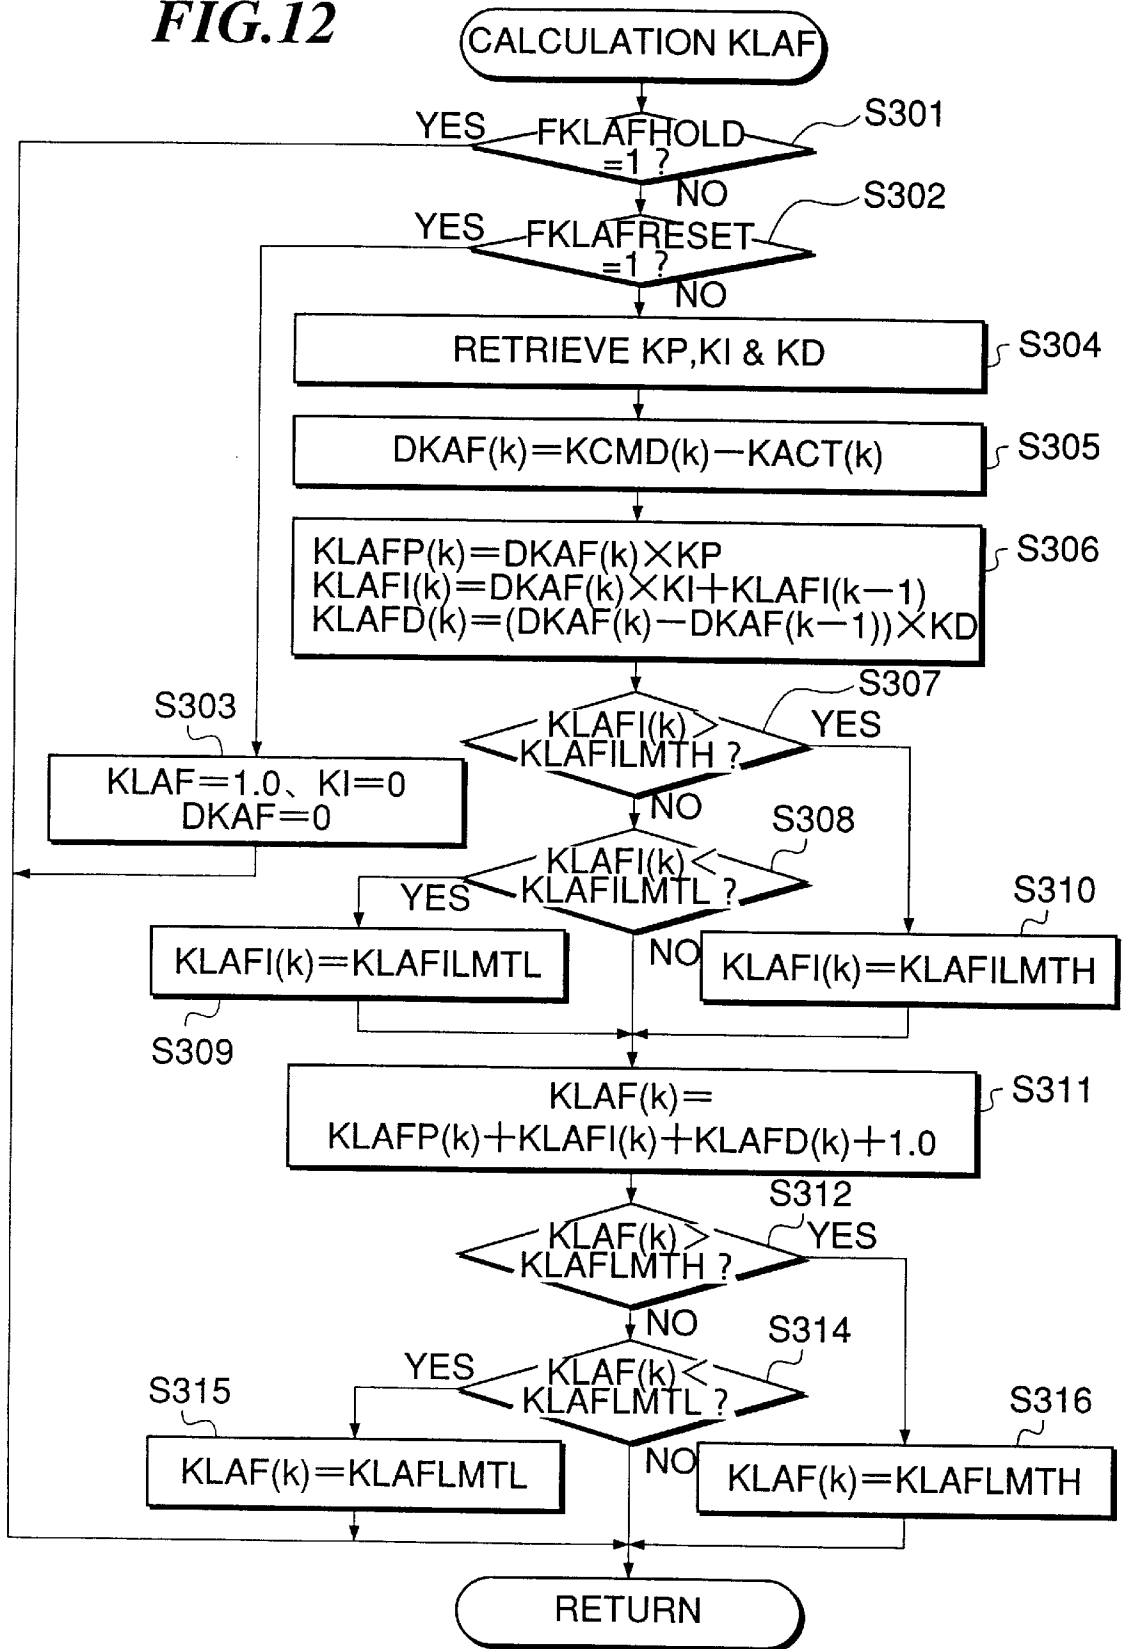 FIG.12
CALCULATION KLAF
S301
YES
FKLAFHOLD
=1 ?
NO
S302
YES
FKLAFRESET
=1 ?
NO
RETRIEVE KP,KI & KD
S304
DKAF(k)=KCMD(k)−KACT(k)
S305
KLAFP(k)=DKAF(k)×KP
KLAFI(k)=DKAF(k)×KI+KLAFI(k−1)
KLAFD(k)=(DKAF(k)−DKAF(k−1))×KD
S306
S307
KLAFI(k)>
KLAFILMTH ?
YES
NO
S303
KLAF=1.0、KI=0
DKAF=0
S308
KLAFI(k)<
KLAFILMTL ?
YES
NO
KLAFI(k)=KLAFILMTL
S309
S310
KLAFI(k)=KLAFILMTH
KLAF(k)=
KLAFP(k)+KLAFI(k)+KLAFD(k)+1.0
S311
S312
KLAF(k)>
KLAFLMTH ?
YES
NO
S314
YES
KLAF(k)<
KLAFLMTL ?
NO
S315
KLAF(k)=KLAFLMTL
S316
KLAF(k)=KLAFLMTH
RETURN